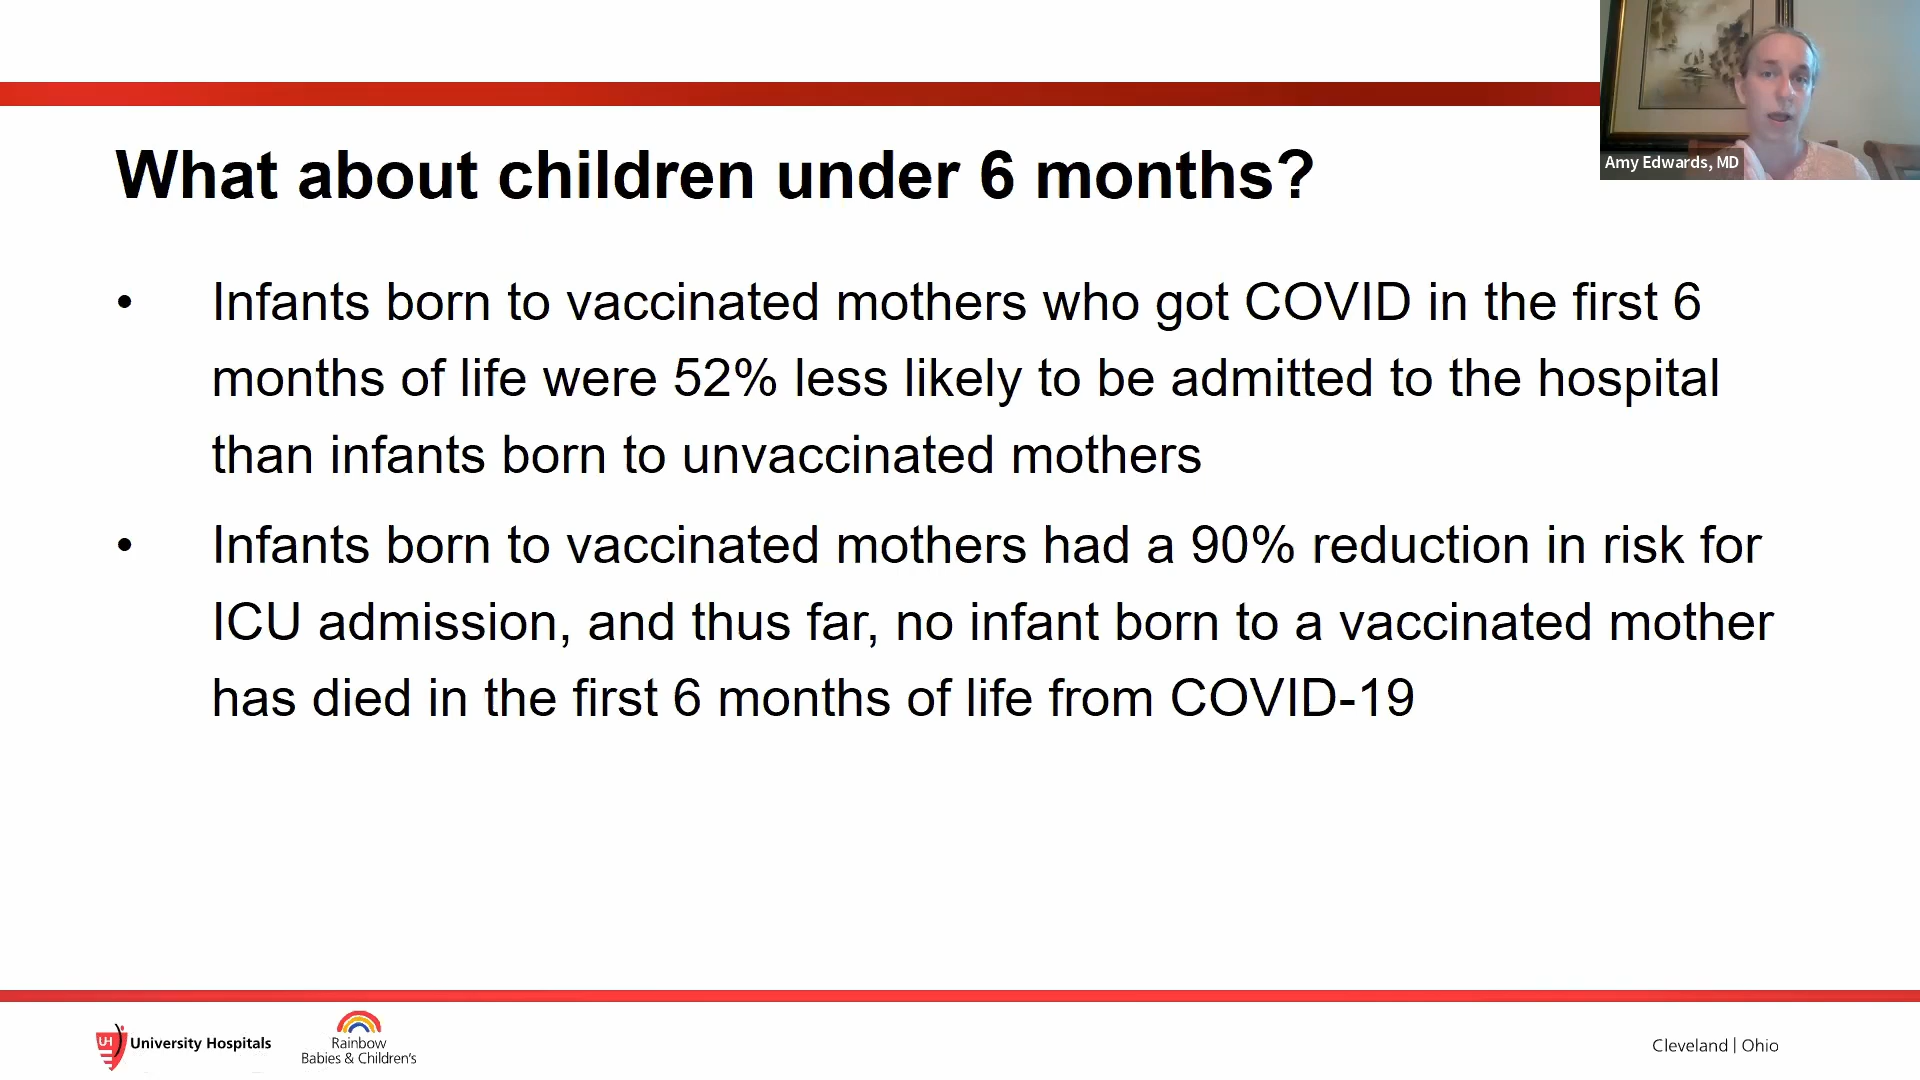 Amy Edwards, MD
What about children under 6 months?
• Infants born to vaccinated mothers who got COVID in the first 6
months of life were 52% less likely to be admitted to the hospital
than infants born to unvaccinated mothers
• Infants born to vaccinated mothers had a 90% reduction in risk for
ICU admission, and thus far, no infant born to a vaccinated mother
has died in the first 6 months of life from COVID-19
UH University Hospitals
Rainbow
Babies & Children's
Cleveland | Ohio